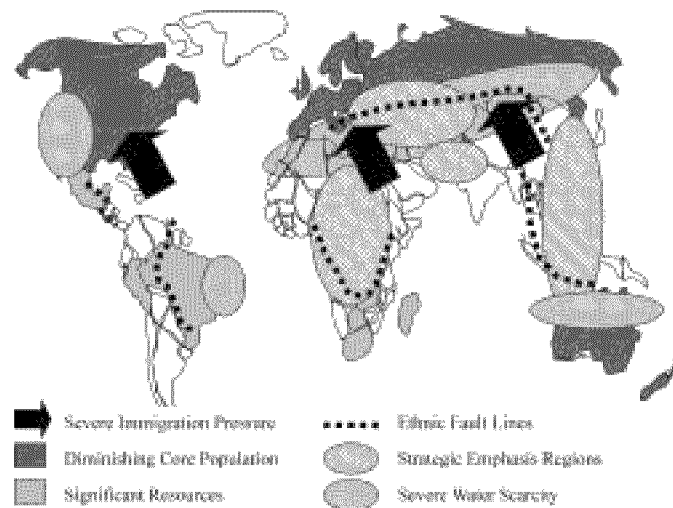 Severe Immigration Pressure
Ethnic Fault Lines
Diminishing Core Population
Strategic Emphasis Regions
Significant Resources
Severe Water Scarcity